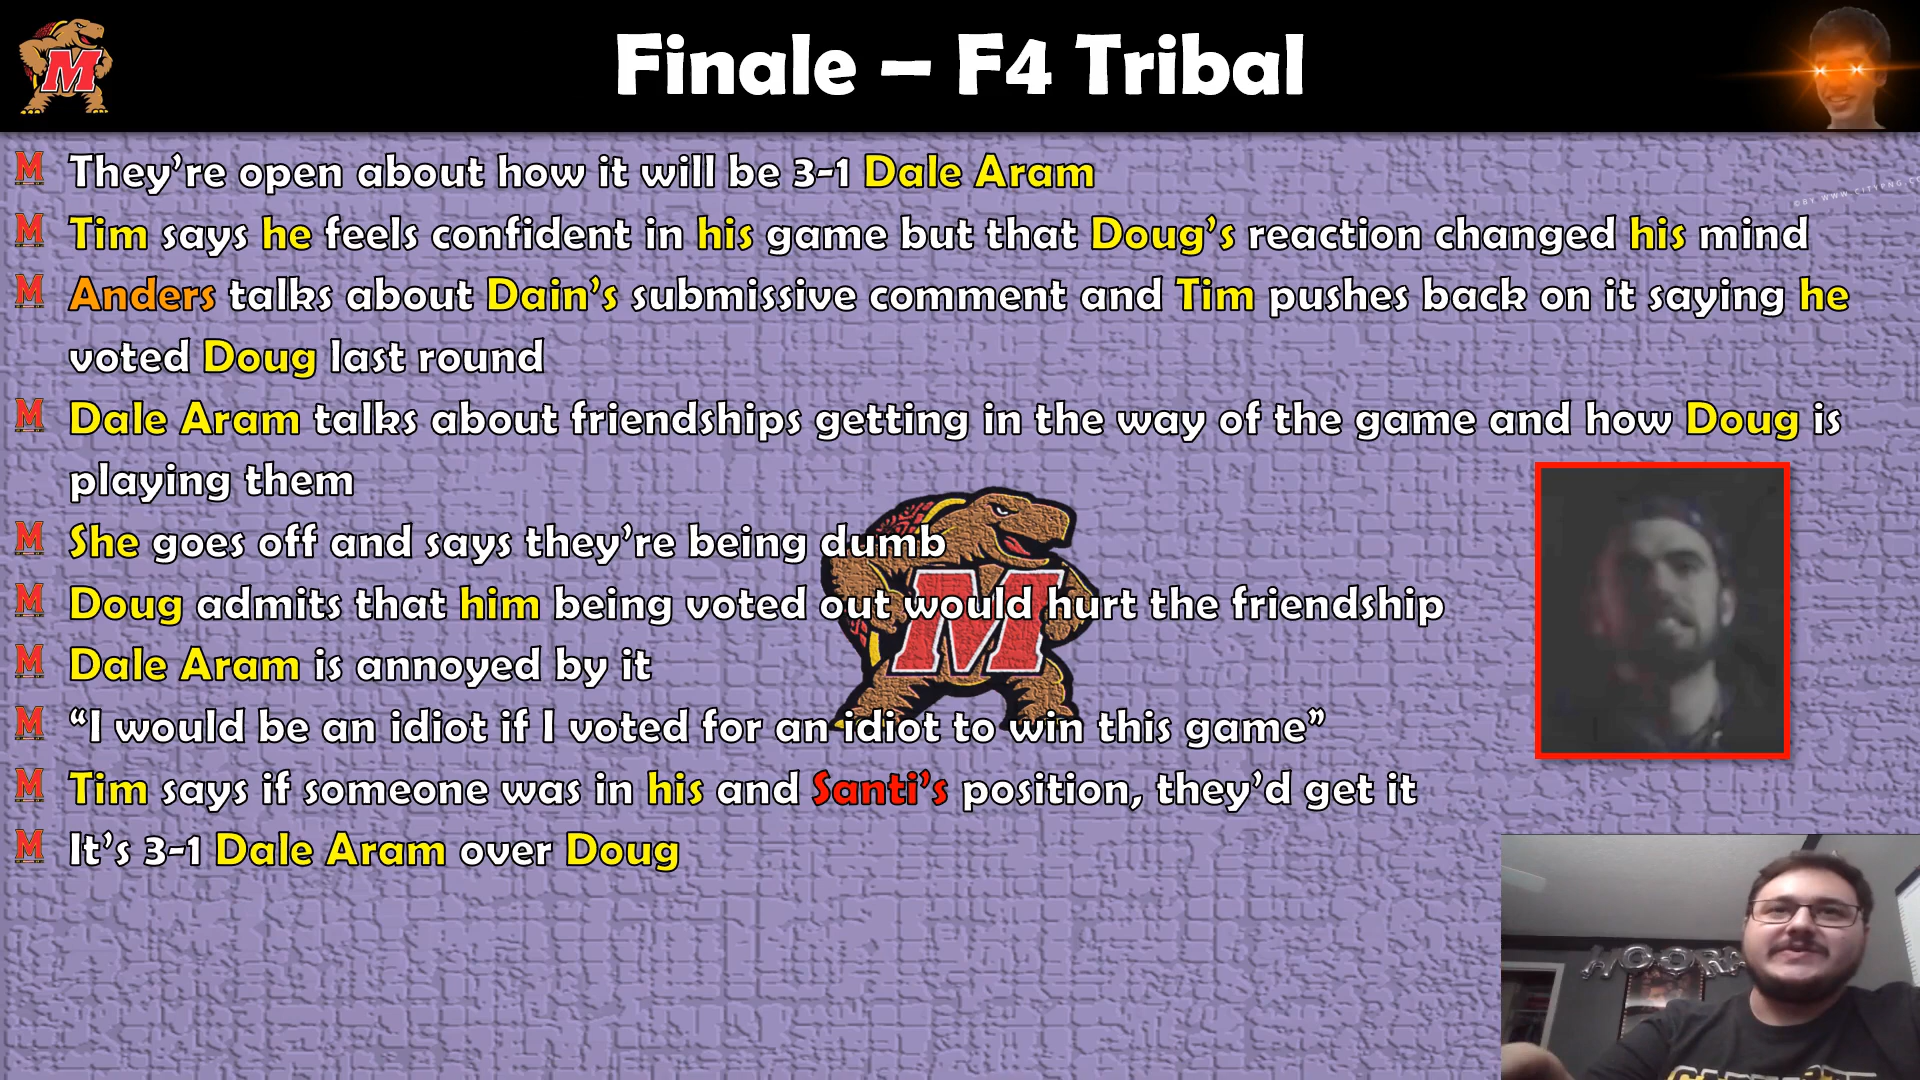 Finale – F4 Tribal
M
They’re open about how it will be 3-1 Dale Aram
Tim says he feels confident in his game but that Doug’s reaction changed his mind
Anders talks about Dain’s submissive comment and Tim pushes back on it saying he
voted Doug last round
Dale Aram talks about friendships getting in the way of the game and how Doug is
playing them
She goes off and says they’re being dumb
Doug admits that him being voted out would hurt the friendship
M
Dale Aram is annoyed by it
“I would be an idiot if I voted for an idiot to win this game”
Tim says if someone was in his and Santi’s position, they’d get it
It’s 3-1 Dale Aram over Doug